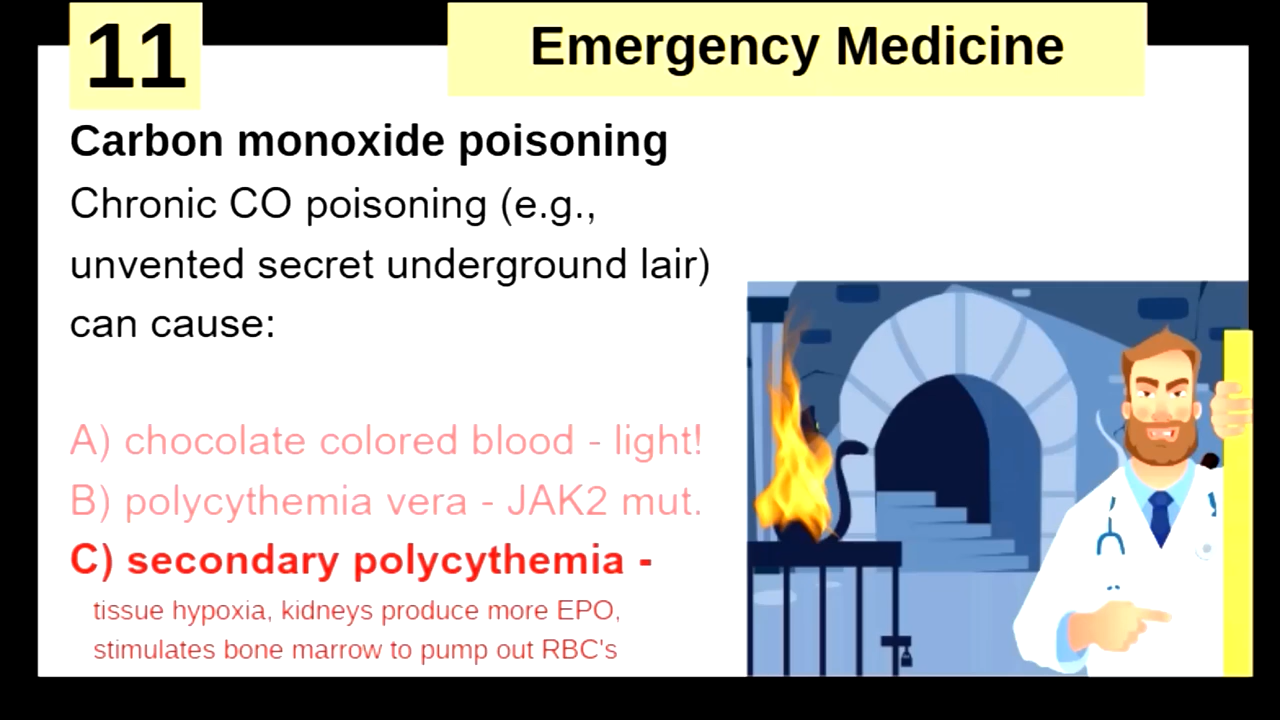 11
Emergency Medicine
Carbon monoxide poisoning
Chronic CO poisoning (e.g.,
unvented secret underground lair)
can cause:
A) chocolate colored blood - light!
B) polycythemia vera - JAK2 mut.
C) secondary polycythemia -
tissue hypoxia, kidneys produce more EPO,
stimulates bone marrow to pump out RBC's